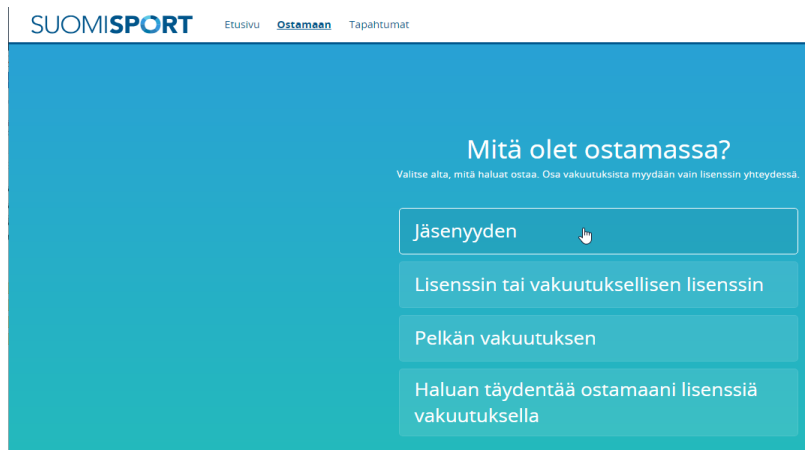 SUOMISPORT Etusivu Ostamaan Tapahtumat
Mitä olet ostamassa?
Valitse alta, mitä haluat ostaa. Osa vakuutuksista myydään vain lisenssin yhteydessä.
Jäsenyyden
Lisenssin tai vakuutuksellisen lisenssin
Pelkän vakuutuksen
Haluan täydentää ostamaani lisenssiä
vakuutuksella